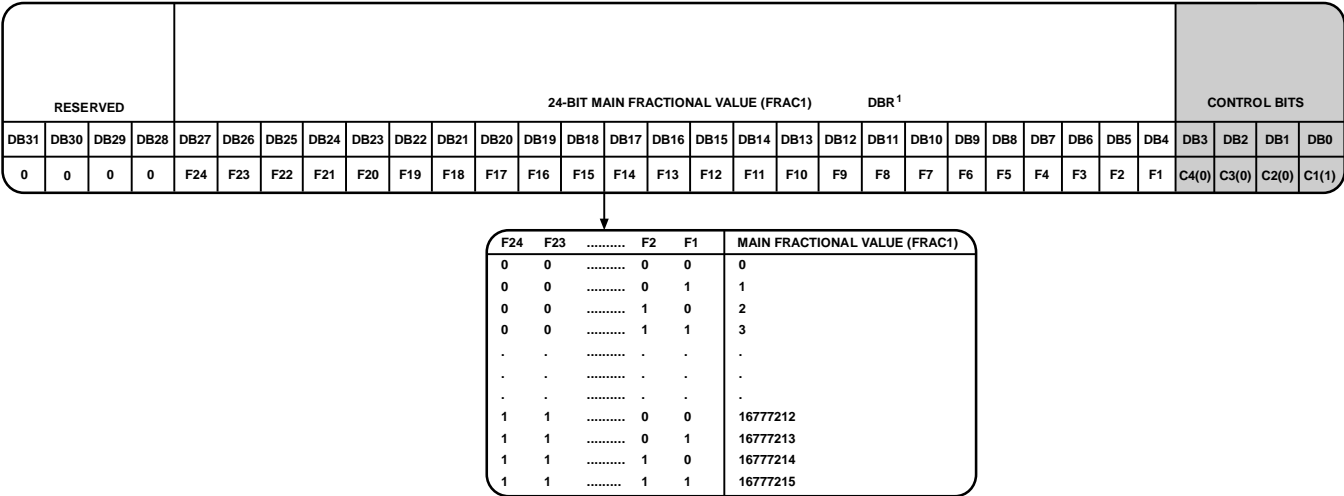 RESERVED 24-BIT MAIN FRACTIONAL VALUE (FRAC1) DBR 1 CONTROL BITS
DB31 DB30 DB29 DB28 DB27 DB26 DB25 DB24 DB23 DB22 DB21 DB20 DB19 DB18 DB17 DB16 DB15 DB14 DB13 DB12 DB11 DB10 DB9 DB8 DB7 DB6 DB5 DB4 DB3 DB2 DB1 DB0
0 0 0 0 F24 F23 F22 F21 F20 F19 F18 F17 F16 F15 F14 F13 F12 F11 F10 F9 F8 F7 F6 F5 F4 F3 F2 F1 C4(0) C3(0) C2(0) C1(1)
F24 F23 .......... F2 F1 MAIN FRACTIONAL VALUE (FRAC1)
0 0 .......... 0 0 0
0 0 .......... 0 1 1
0 0 .......... 1 0 2
0 0 .......... 1 1 3
. . .......... . . .
. . .......... . . .
. . .......... . . .
1 1 .......... 0 0 16777212
1 1 .......... 0 1 16777213
1 1 .......... 1 0 16777214
1 1 ......... 1 1 16777215